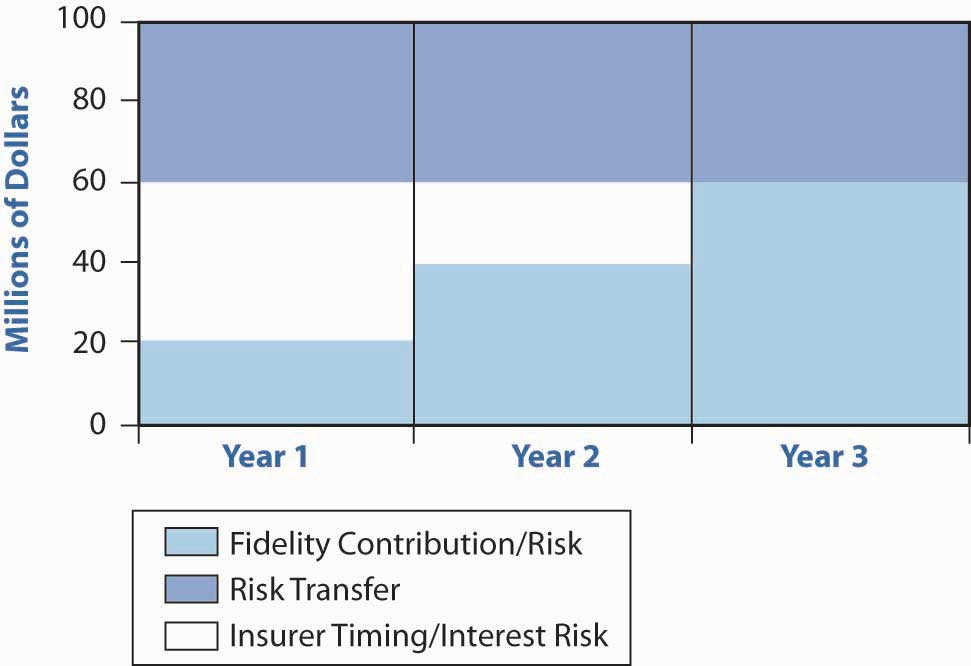 Millions of Dollars
100
80
60
40
20
0
Year 1 Year 2 Year 3
Fidelity Contribution/Risk
Risk Transfer
Insurer Timing/Interest Risk